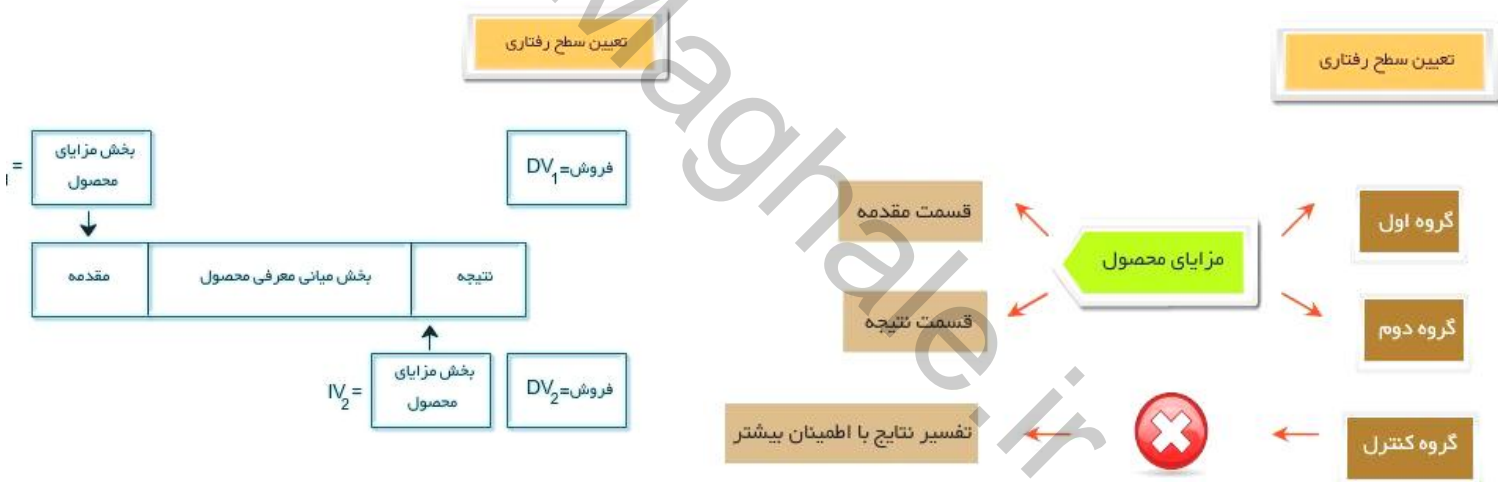 تعیین سطح رفتاری
گروه اول
مزایای محصول
قسمت مقدمه
گروه دوم
قسمت نتیجه
گروه کنترل
تفسیر نتایج با اطمینان بیشتر
تعیین سطح رفتاری
بخش مزایای
محصول
=
فروش=DV1
مقدمه
بخش میانی معرفی محصول
نتیجه
IV2=
بخش مزایای
محصول
فروش=DV2
Maghale.ir